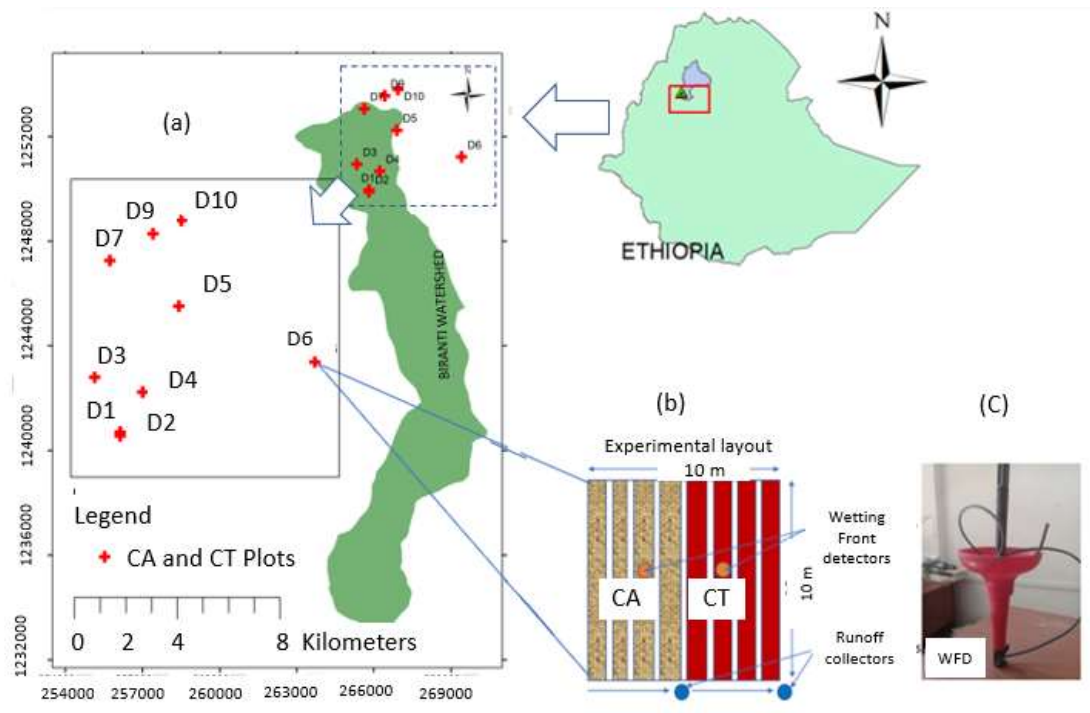 (a)
N
D9
D7
D10
D5
D6
D3
D4
D1
D2
D10
D9
D7
D5
D6
D3
D4
D1
D2
BIRANTI WATERSHED
Legend
CA and CT Plots
0 2 4 8 Kilometers
1252000
1248000
1244000
1240000
1236000
1232000
254000 257000 260000 263000 266000 269000
N
ETHIOPIA
(b)
Experimental layout
10 m
CA
CT
10 m
Wetting
Front
detectors
Runoff
collectors
(C)
WFD